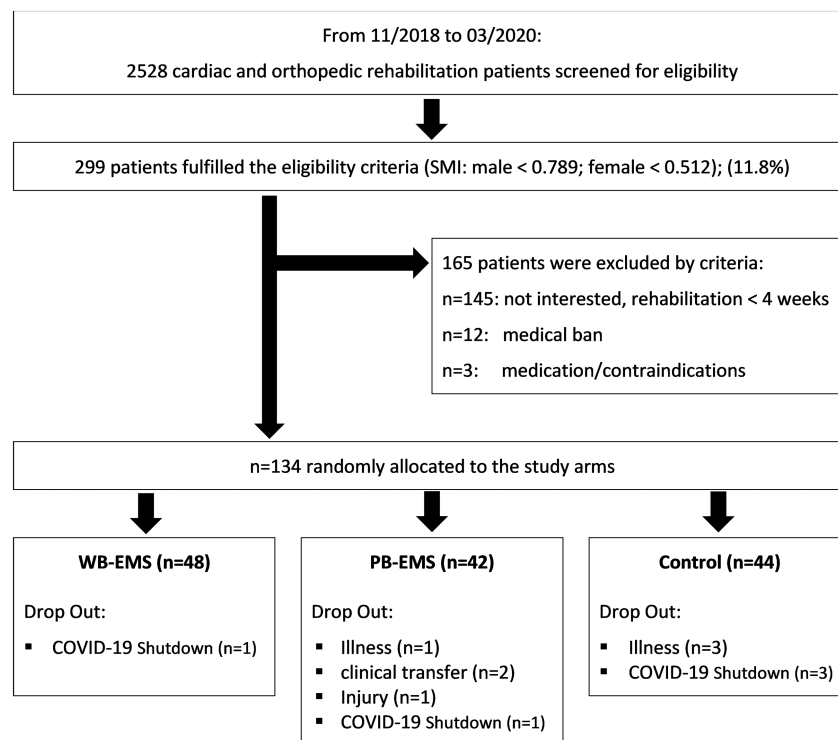 From 11/2018 to 03/2020:
2528 cardiac and orthopedic rehabilitation patients screened for eligibility
299 patients fulfilled the eligibility criteria (SMI: male < 0.789; female < 0.512); (11.8%)
165 patients were excluded by criteria:
n=145: not interested, rehabilitation < 4 weeks
n=12: medical ban
n=3: medication/contraindications
n=134 randomly allocated to the study arms
WB-EMS (n=48)
Drop Out:
▪ COVID-19 Shutdown (n=1)
PB-EMS (n=42)
Drop Out:
▪ Illness (n=1)
▪ clinical transfer (n=2)
▪ Injury (n=1)
▪ COVID-19 Shutdown (n=1)
Control (n=44)
Drop Out:
▪ Illness (n=3)
▪ COVID-19 Shutdown (n=3)